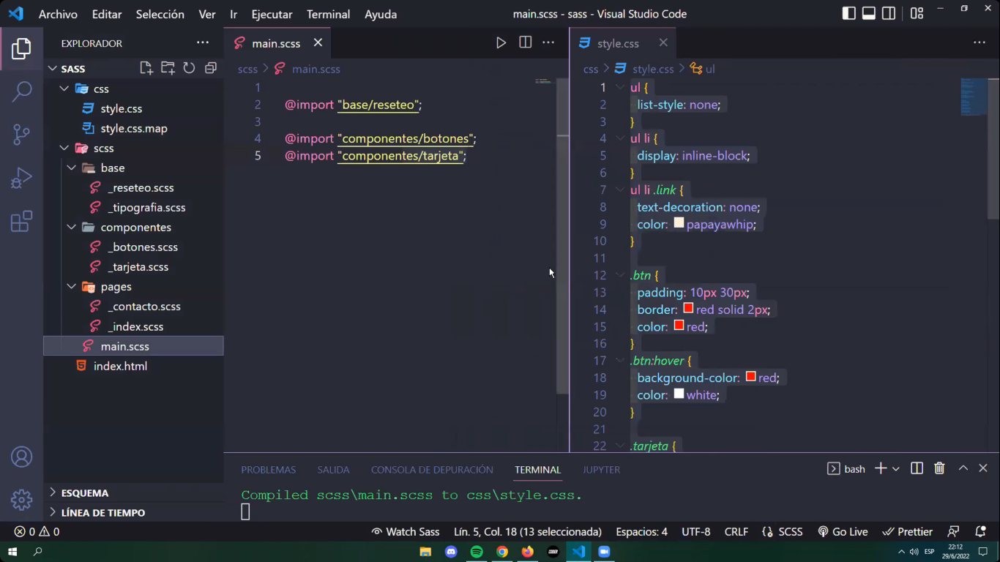 Archivo Editar Selección Ver Ir Ejecutar Terminal Ayuda main.scss - sass - Visual Studio Code
EXPLORADOR
SASS
css
style.css
style.css.map
scss
base
_reseteo.scss
_tipografia.scss
componentes
_botones.scss
_tarjeta.scss
pages
_contacto.scss
_index.scss
main.scss
index.html
ESQUEMA
LÍNEA DE TIEMPO
main.scss
scss > main.scss
1
2 @import "base/reseteo";
3
4 @import "componentes/botones";
5 @import "componentes/tarjeta";
style.css
css > style.css > ul
1 ul {
2 list-style: none;
3 }
4 ul li {
5 display: inline-block;
6 }
7 ul li .link {
8 text-decoration: none;
9 color: papayawhip;
10 }
11
12 .btn {
13 padding: 10px 30px;
14 border: red solid 2px;
15 color: red;
16 }
17 .btn:hover {
18 background-color: red;
19 color: white;
20 }
21
22 .tarjeta {
PROBLEMAS SALIDA CONSOLA DE DEPURACIÓN TERMINAL JUPYTER bash
Compiled scss\main.scss to css\style.css.
0 0 Watch Sass Lín. 5, Col. 18 (13 seleccionada) Espacios: 4 UTF-8 CRLF SCSS Go Live Prettier
CODER
ESP
22:12
29/6/2022